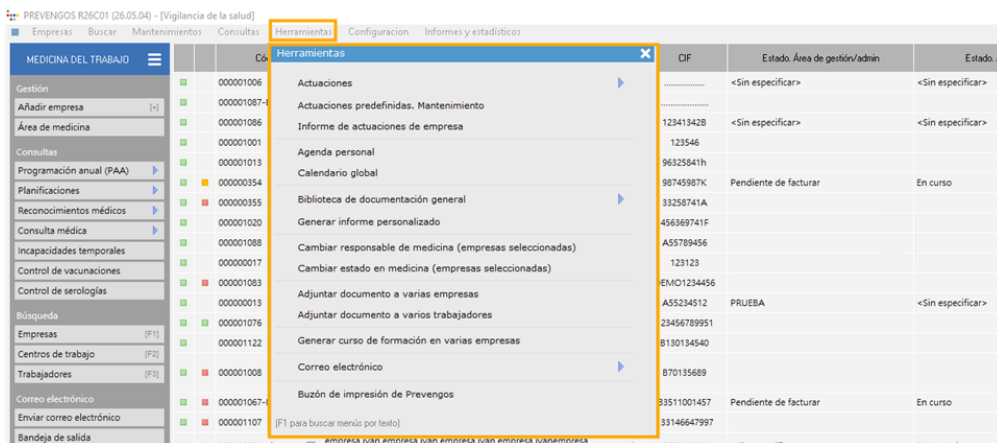 PREVENGOS R26C01 (26.05.04) - [Vigilancia de la salud]
Empresas Buscar Mantenimientos Consultas Herramientas Configuracion Informes y estadísticos
MEDICINA DEL TRABAJO
Gestión
Añadir empresa [+]
Área de medicina
Consultas
Programación anual (PAA)
Planificaciones
Reconocimientos médicos
Consulta médica
Incapacidades temporales
Control de vacunaciones
Control de serologías
Búsqueda
Empresas [F1]
Centros de trabajo [F2]
Trabajadores [F3]
Correo electrónico
Enviar correo electrónico
Bandeja de salida
Có
000001006
000001087-
000001086
000001001
000001013
000000354
000000355
000001020
000001088
000000017
000001083
000000013
000001076
000001122
000001008
000001067-
000001107
Herramientas
Actuaciones
Actuaciones predefinidas. Mantenimiento
Informe de actuaciones de empresa
Agenda personal
Calendario global
Biblioteca de documentación general
Generar informe personalizado
Cambiar responsable de medicina (empresas seleccionadas)
Cambiar estado en medicina (empresas seleccionadas)
Adjuntar documento a varias empresas
Adjuntar documento a varios trabajadores
Generar curso de formación en varias empresas
Correo electrónico
Buzón de impresión de Prevengos
(F1 para buscar menús por texto)
CIF Estado. Área de gestión/admin Estado.
.................. <Sin especificar> <Sin especificar>
....................
12341342B <Sin especificar> <Sin especificar>
123546
96325841h
98745987K Pendiente de facturar En curso
33258741A
456369741F
A55789456
123123
EMO1234456
A55234512 PRUEBA <Sin especificar>
23456789951
B130134540
B70135689
33511001457 Pendiente de facturar En curso
33146647997